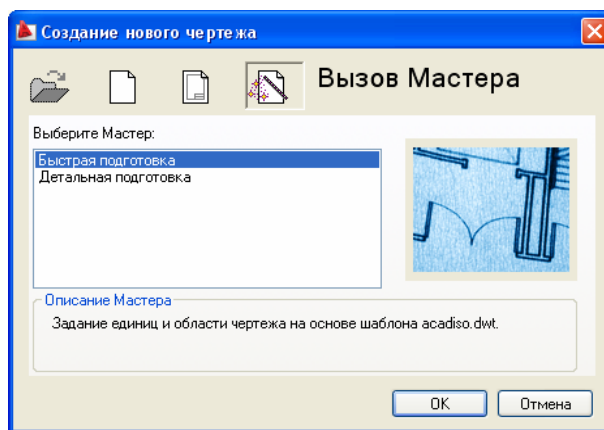 Создание нового чертежа
Вызов Мастера
Выберите Мастер:
Быстрая подготовка
Детальная подготовка
Описание Мастера
Задание единиц и области чертежа на основе шаблона acadiso.dwt.
OK
Отмена